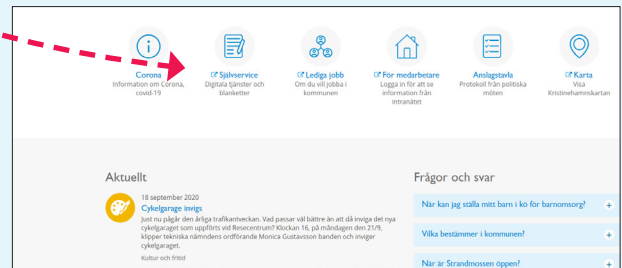 Corona
Information om Corona,
covid-19
Självservice
Digitala tjänster och
blanketter
Lediga jobb
Om du vill jobba i
kommunen
För medarbetare
Logga in för att se
information från
intranätet
Anslagstavla
Protokoll från politiska
möten
Karta
Visa
Kristinehamnskartan
Aktuellt
18 september 2020
Cykelgarage invigs
Just nu pågår den årliga trafikantveckan. Vad passar väl bättre än att då inviga det nya
cykelgaraget som uppförts vid Resecentrum? Klockan 16, på måndagen den 21/9,
klipper tekniska nämndens ordförande Monica Gustavsson banden och inviger
cykelgaraget.
Kultur och fritid
Frågor och svar
När kan jag ställa mitt barn i kö för barnomsorg? +
Vilka bestämmer i kommunen? +
När är Strandmossen öppen? +